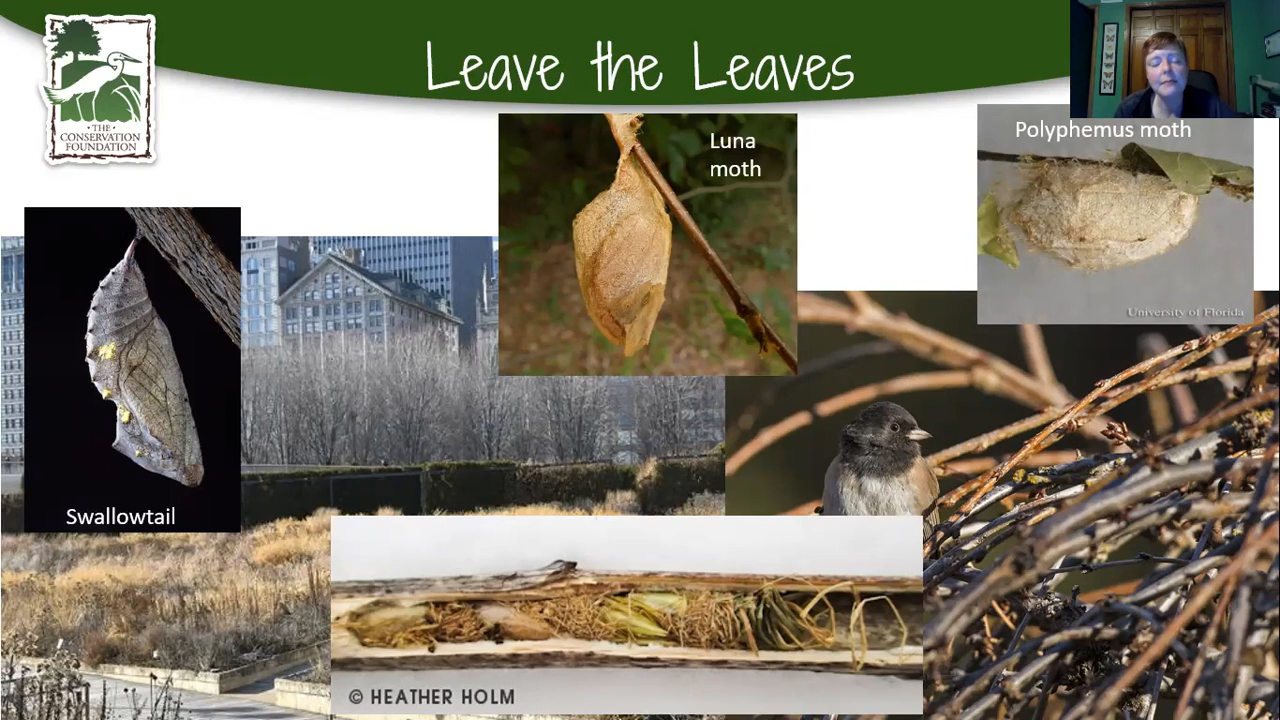 Leave the Leaves
• THE •
CONSERVATION
FOUNDATION
Luna
moth
Polyphemus moth
University of Florida
Swallowtail
© HEATHER HOLM